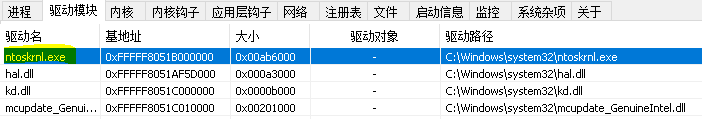 进程 驱动模块 内核 内核钩子 应用层钩子 网络 注册表 文件 启动信息 监控 系统杂项 关于
驱动名 基地址 大小 驱动对象 驱动路径
ntoskrnl.exe 0xFFFFF8051B000000 0x00ab6000 - C:\Windows\system32\ntoskrnl.exe
hal.dll 0xFFFFF8051AF5D000 0x000a3000 - C:\Windows\system32\hal.dll
kd.dll 0xFFFFF8051C000000 0x0000b000 - C:\Windows\system32\kd.dll
mcupdate_Genui... 0xFFFFF8051C010000 0x00201000 - C:\Windows\system32\mcupdate_GenuineIntel.dll